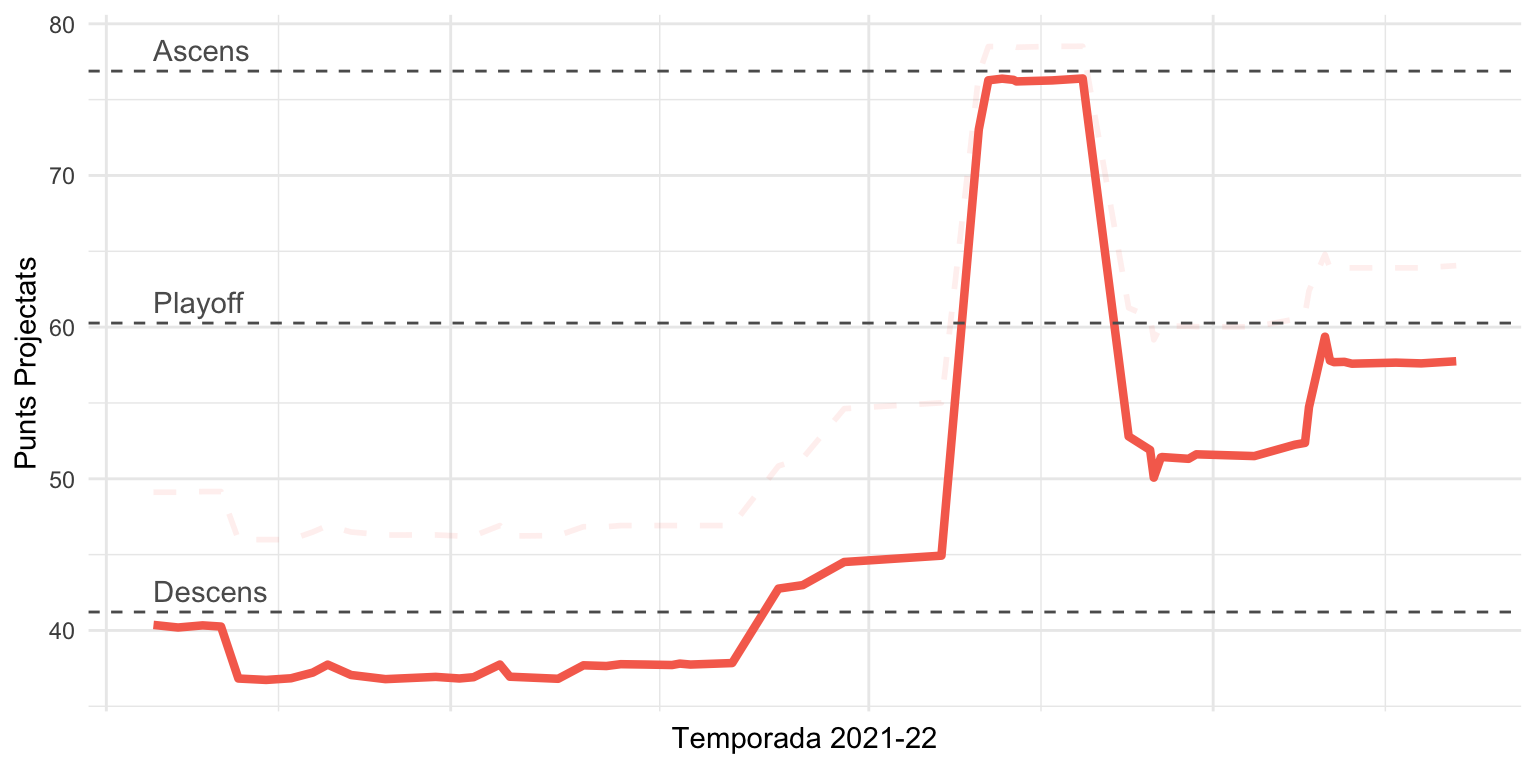 80
Ascens
70
Playoff
60
50
Descens
40
Punts Projectats
Temporada 2021-22